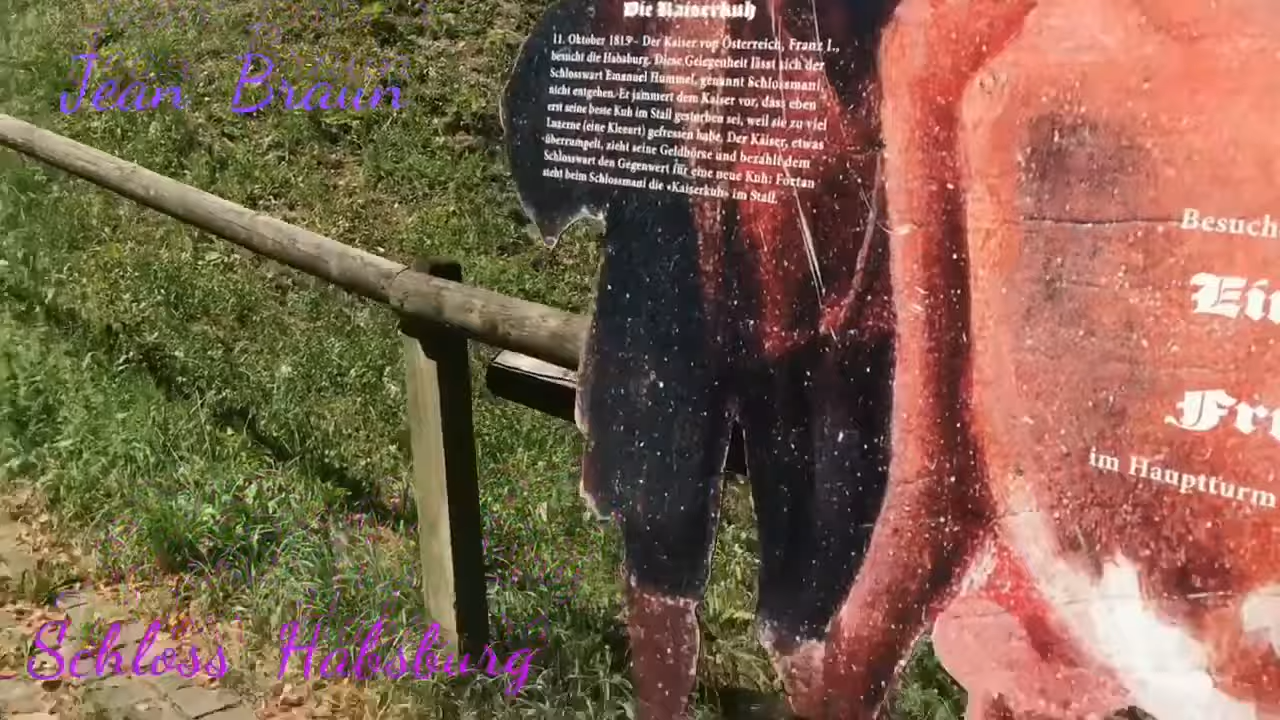 Jean Braun
Die Kaiserkuh
11. Oktober 1815 - Der Kaiser von Österreich, Franz I.,
besucht die Habsburg. Diese Gelegenheit lässt sich der
Schlosswart Emanuel Hummel, genannt Schlossmani,
nicht entgehen. Er jammert dem Kaiser vor, dass eben
erst seine beste Kuh im Stall gestorben sei, weil sie zu viel
Luzerne (eine Kleeart) gefressen habe. Der Kaiser, etwas
überrumpelt, zieht seine Geldbörse und bezahlt dem
Schlosswart den Gegenwert für eine neue Kuh: Fortan
steht beim Schlossmani die «Kaiserkuh» im Stall.
Besuch
im Hauptturm
Schloss Habsburg